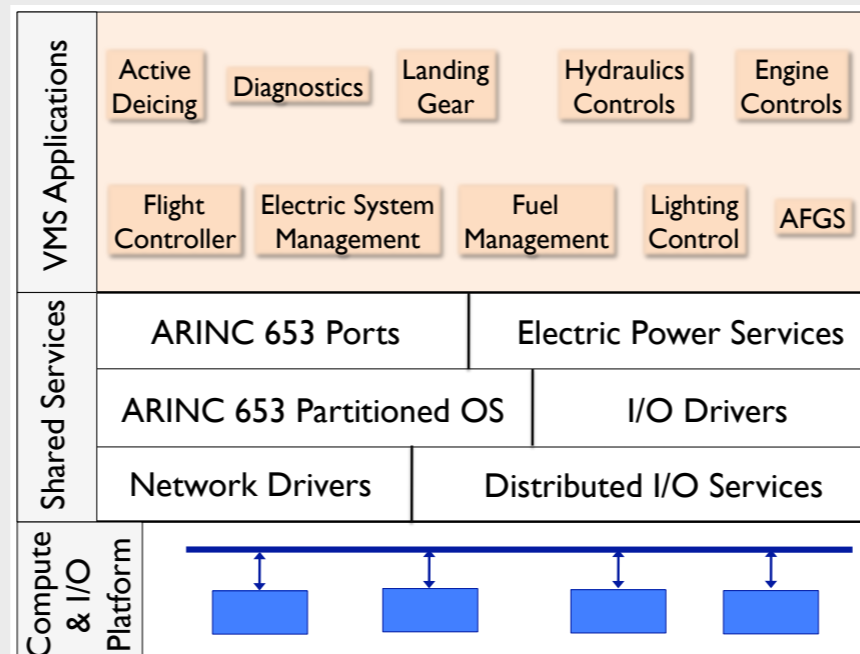 VMS Applications
Active
Deicing
Diagnostics
Landing
Gear
Hydraulics
Controls
Engine
Controls
Flight
Controller
Electric System
Management
Fuel
Management
Lighting
Control
AFGS
Shared Services
ARINC 653 Ports
Electric Power Services
ARINC 653 Partitioned OS
I/O Drivers
Network Drivers
Distributed I/O Services
Compute
& I/O
Platform